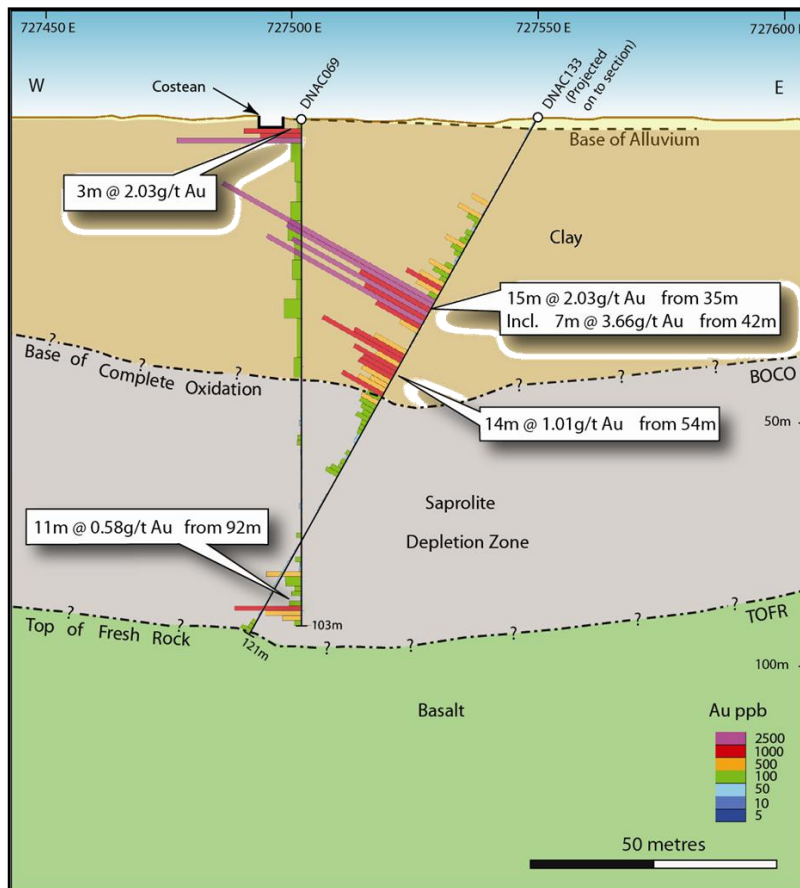 727450 E
727500 E
727550 E
727600 E
W
Costean
DNAC069
DNAC133
(Projected
on to section)
E
Base of Alluvium
3m @ 2.03g/t Au
Clay
15m @ 2.03g/t Au from 35m
Incl. 7m @ 3.66g/t Au from 42m
?
?
?
Base of Complete Oxidation
?
?
?
BOCO
14m @ 1.01g/t Au from 54m
50m
Saprolite
Depletion Zone
11m @ 0.58g/t Au from 92m
?
?
?
?
?
?
?
Top of Fresh Rock
103m
121m
TOFR
100m
Basalt
Au ppb
2500
1000
500
100
50
10
5
50 metres